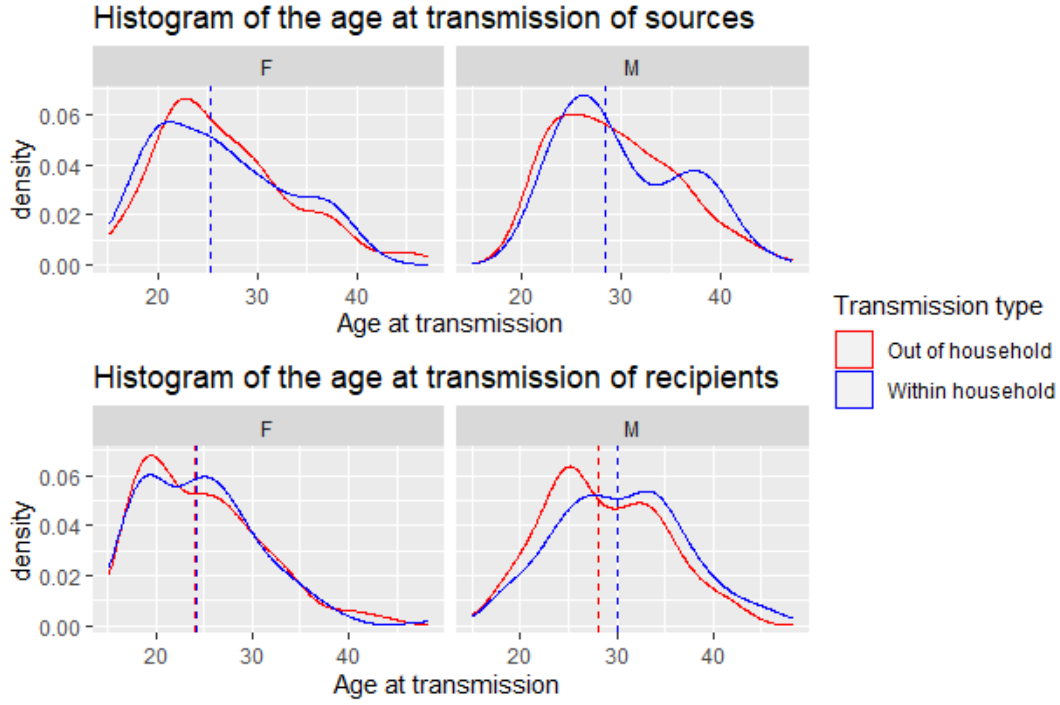 Histogram of the age at transmission of sources
F
M
density
0.06
0.04
0.02
0.00
20
30
40
20
30
40
Age at transmission
Histogram of the age at transmission of recipients
F
M
density
0.06
0.04
0.02
0.00
20
30
40
20
30
40
Age at transmission
Transmission type
Out of household
Within household